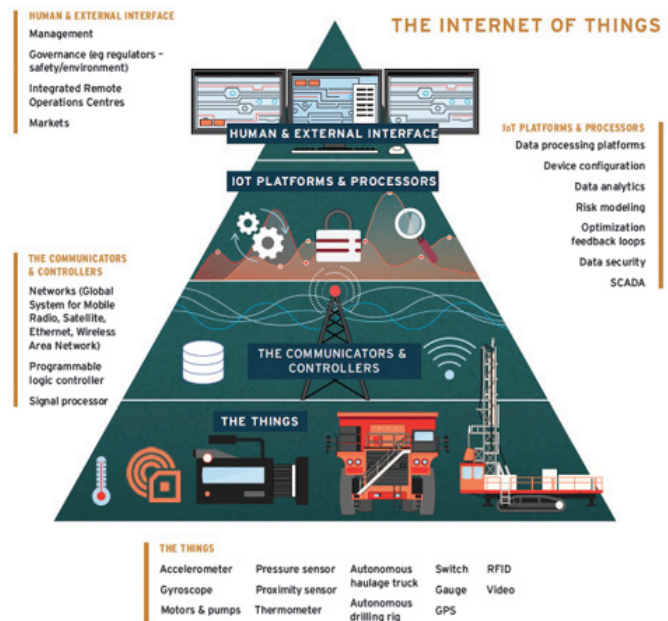 HUMAN & EXTERNAL INTERFACE
Management
Governance (eg regulators –
safety/environment)
Integrated Remote
Operations Centres
Markets
THE INTERNET OF THINGS
HUMAN & EXTERNAL INTERFACE
IOT PLATFORMS & PROCESSORS
IoT PLATFORMS & PROCESSORS
Data processing platforms
Device configuration
Data analytics
Risk modeling
Optimization
feedback loops
Data security
SCADA
THE COMMUNICATORS
& CONTROLLERS
Networks (Global
System for Mobile
Radio, Satellite,
Ethernet, Wireless
Area Network)
Programmable
logic controller
Signal processor
THE COMMUNICATORS &
CONTROLLERS
THE THINGS
THE THINGS
Accelerometer
Gyroscope
Motors & pumps
Pressure sensor
Proximity sensor
Thermometer
Autonomous
haulage truck
Autonomous
drilling rig
Switch
Gauge
GPS
RFID
Video